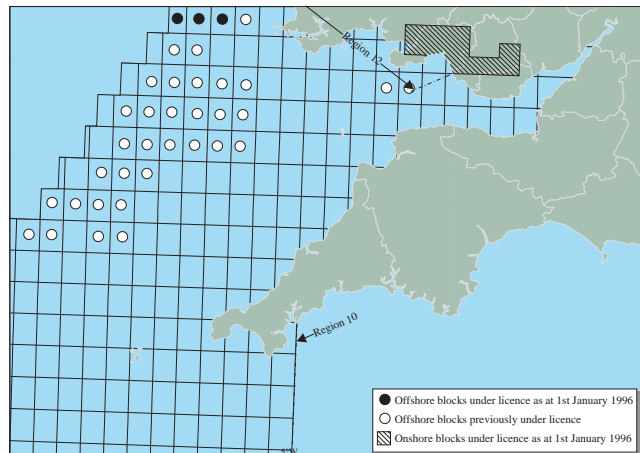 Region 12
Region 10
Offshore blocks under licence as at 1st January 1996
Offshore blocks previously under licence
Onshore blocks under licence as at 1st January 1996